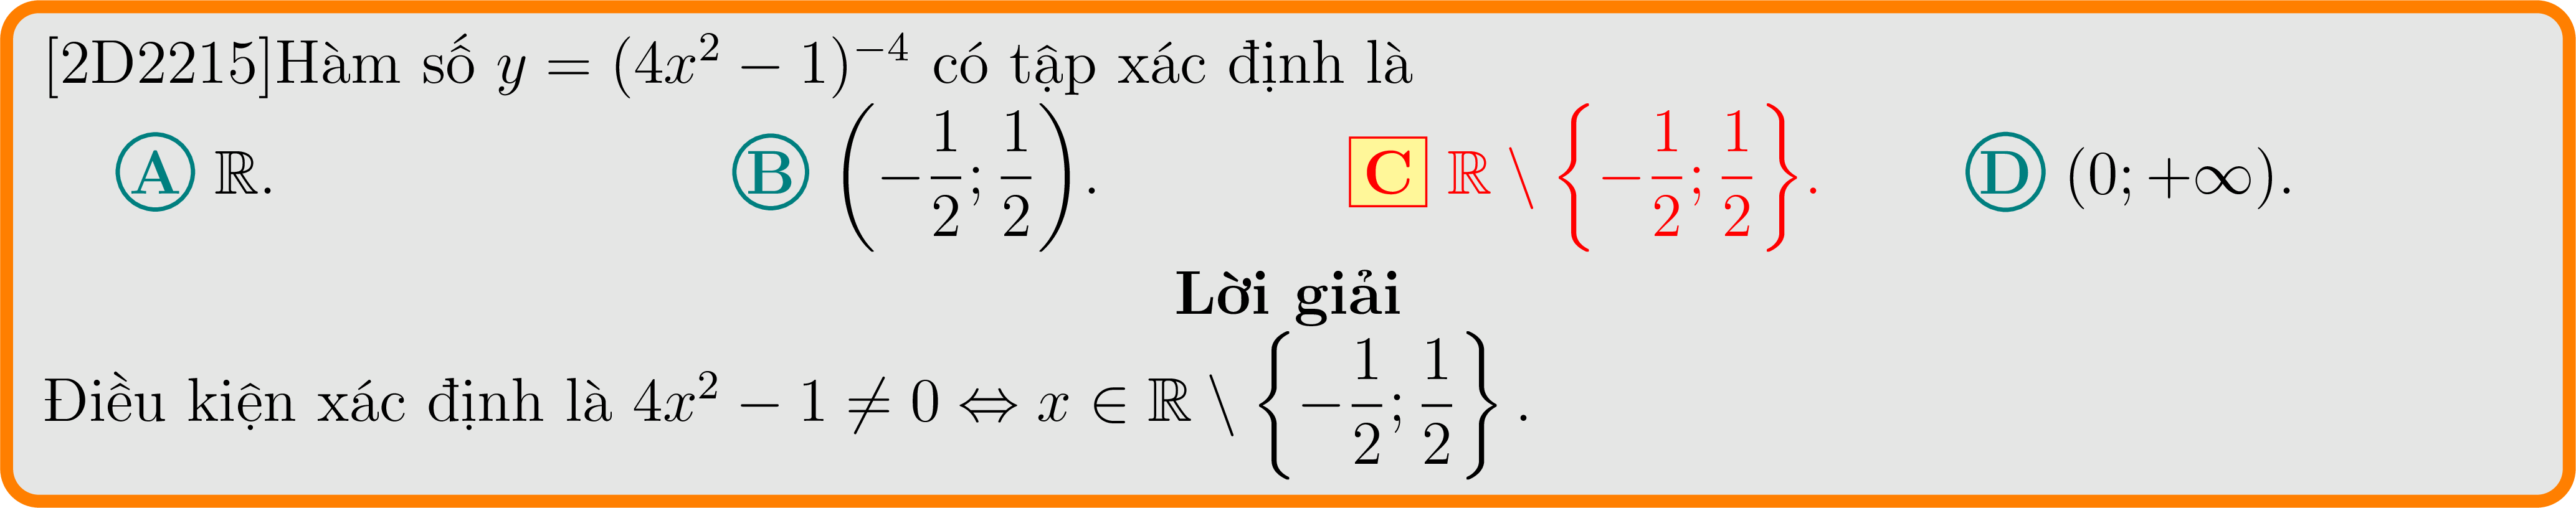 [2D2215]Hàm số $y = (4x^2 - 1)^{-4}$ có tập xác định là
A $\mathbb{R}$. B $\left(-\frac{1}{2}; \frac{1}{2}\right)$. C $\mathbb{R} \setminus \left\{-\frac{1}{2}; \frac{1}{2}\right\}$. D $(0; +\infty)$.
Lời giải
Điều kiện xác định là $4x^2 - 1 \neq 0 \Leftrightarrow x \in \mathbb{R} \setminus \left\{-\frac{1}{2}; \frac{1}{2}\right\}$.